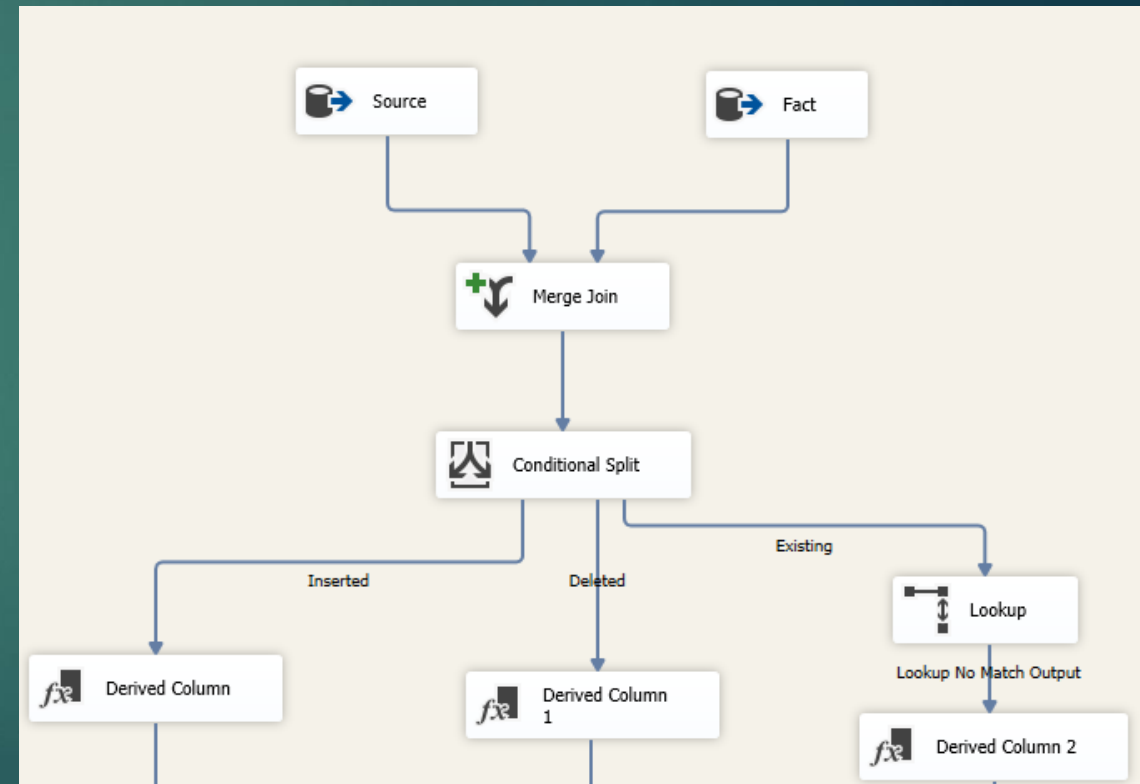 Source
Fact
Merge Join
Conditional Split
Existing
Inserted
Deleted
Lookup
Lookup No Match Output
Derived Column
Derived Column
1
Derived Column 2